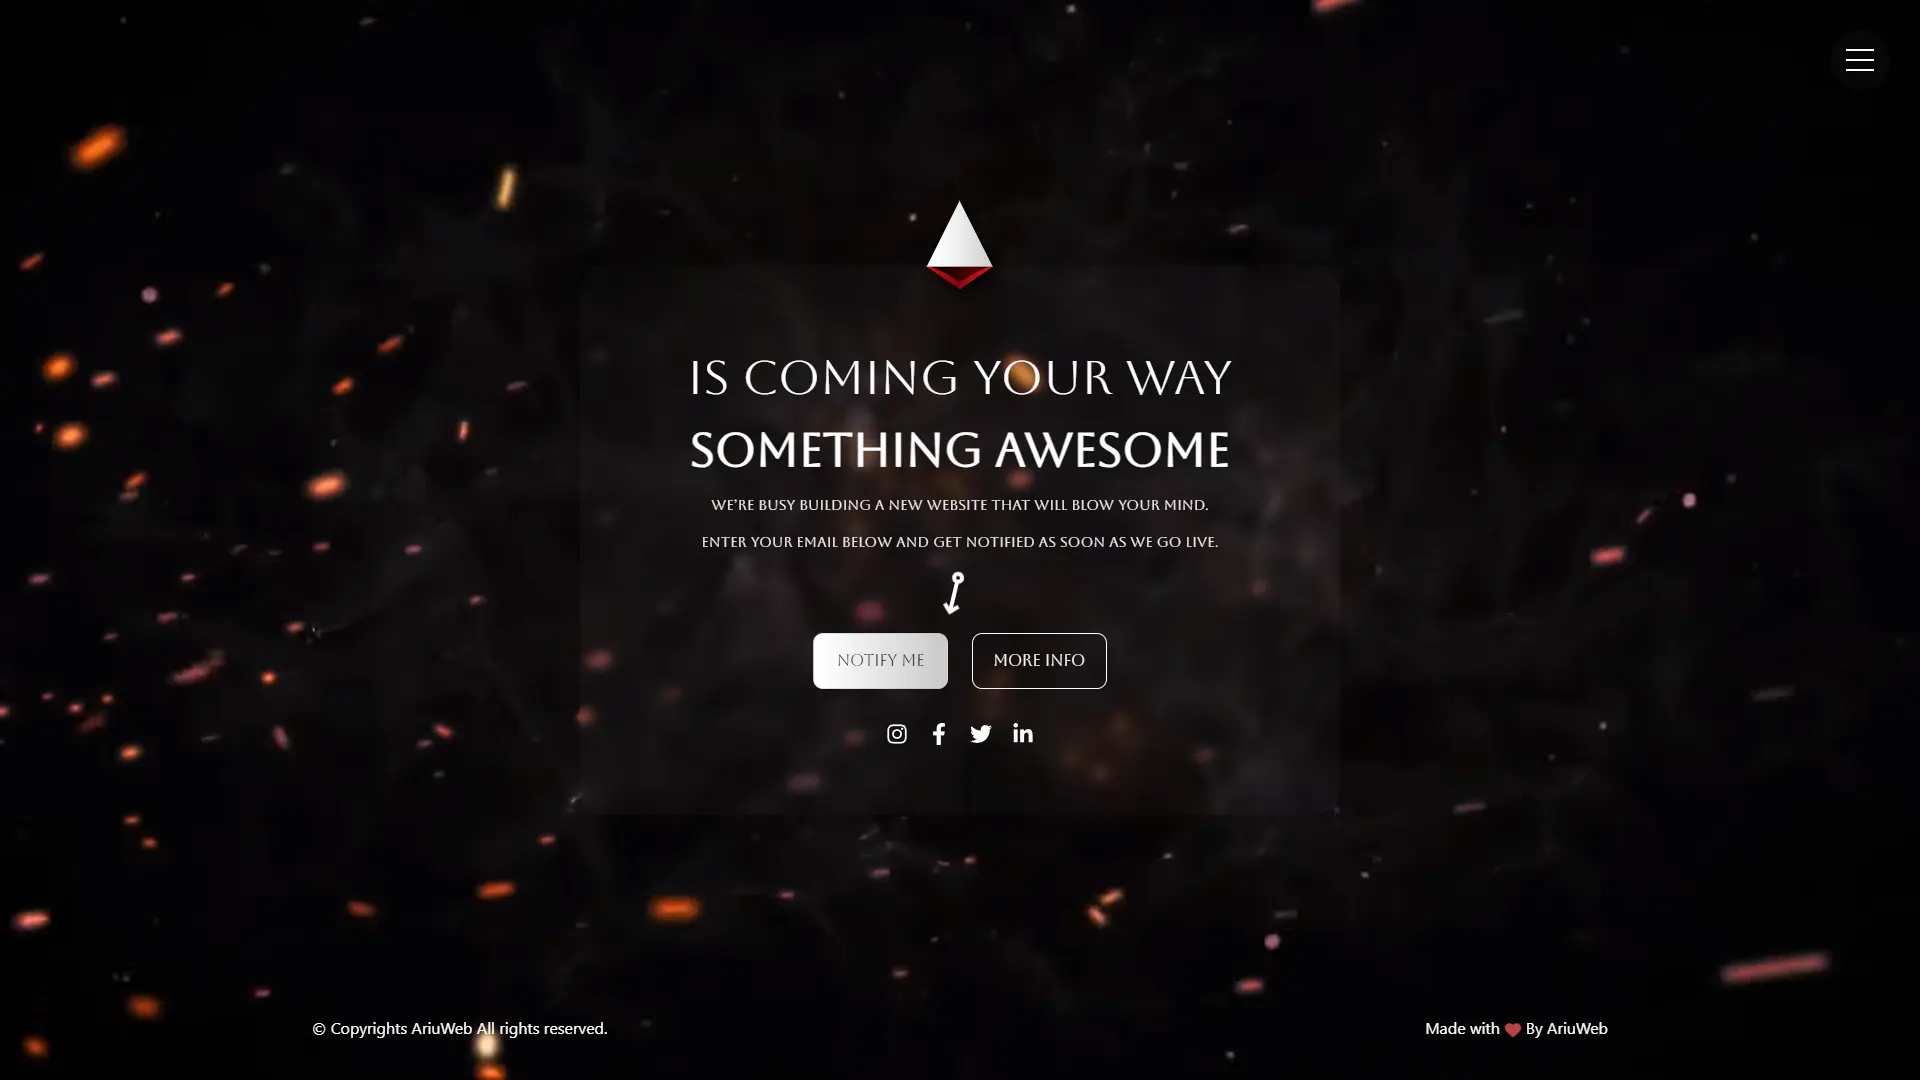 IS COMING YOUR WAY
SOMETHING AWESOME
WE'RE BUSY BUILDING A NEW WEBSITE THAT WILL BLOW YOUR MIND.
ENTER YOUR EMAIL BELOW AND GET NOTIFIED AS SOON AS WE GO LIVE.
NOTIFY ME
MORE INFO
© Copyrights AriuWeb All rights reserved.
Made with ❤ By AriuWeb